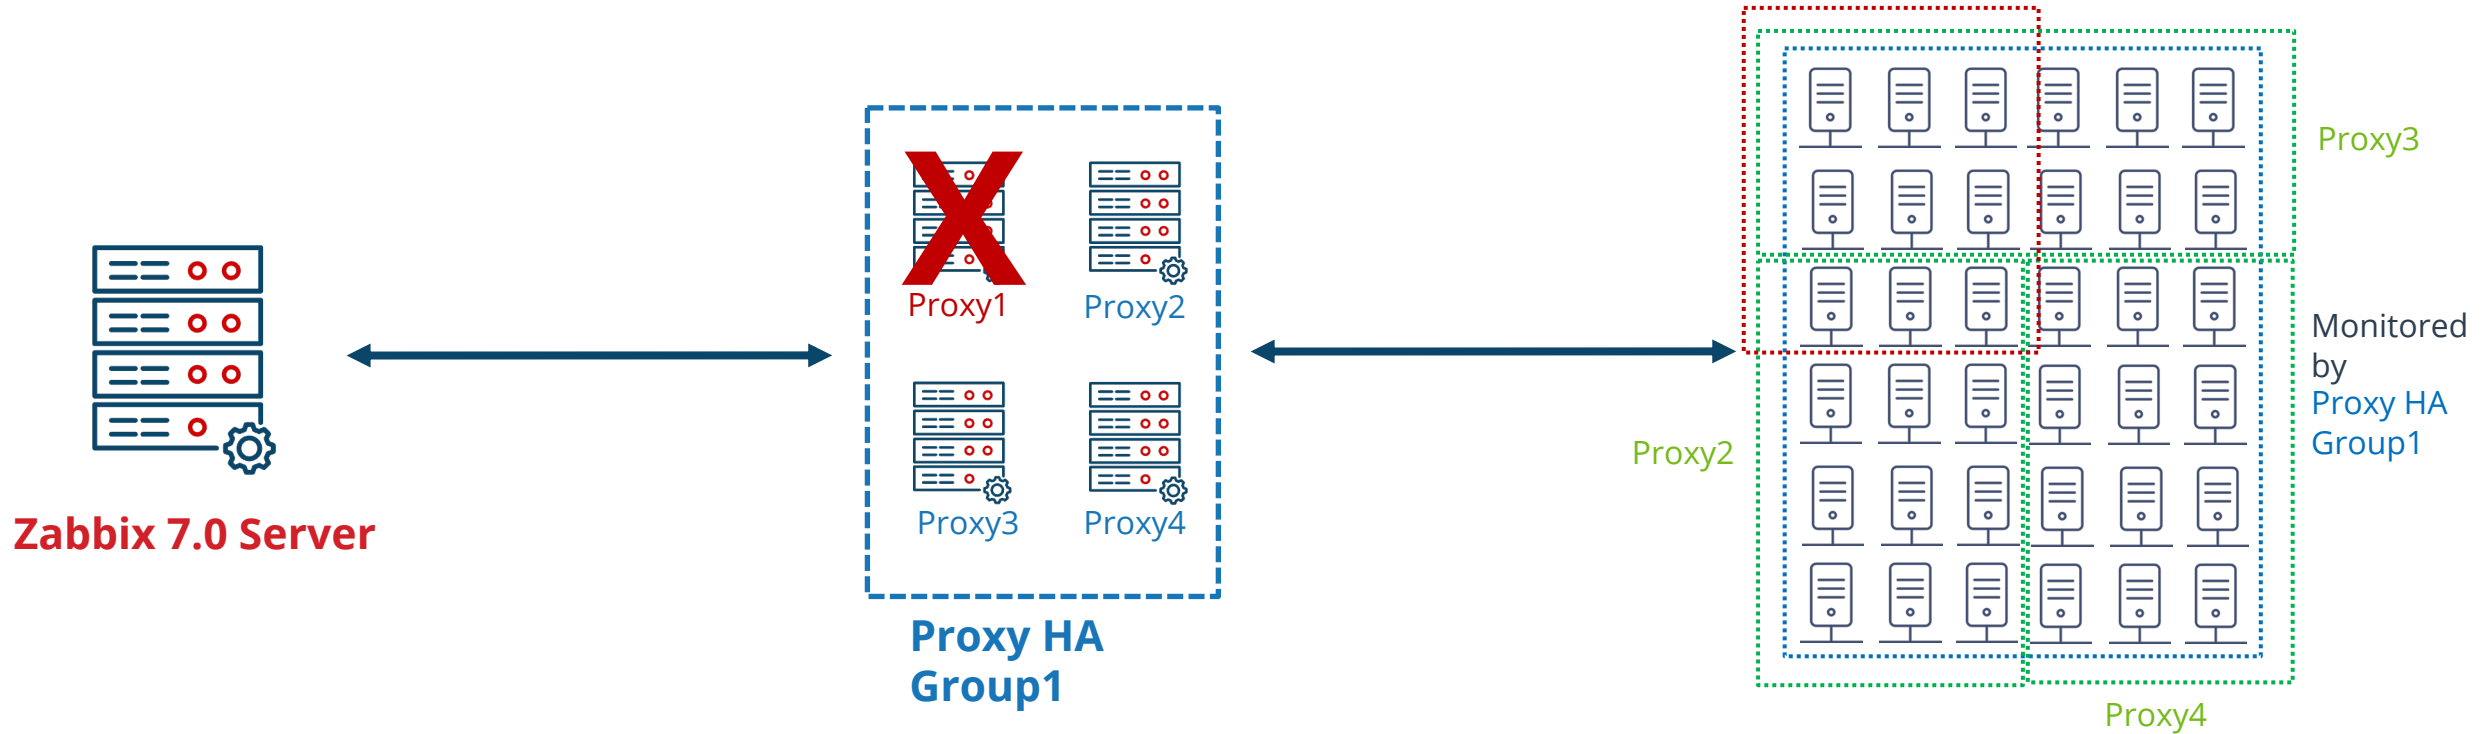 Zabbix 7.0 Server
Proxy1
Proxy2
Proxy3
Proxy4
Proxy HA
Group1
Proxy3
Monitored
by
Proxy HA
Group1
Proxy2
Proxy4